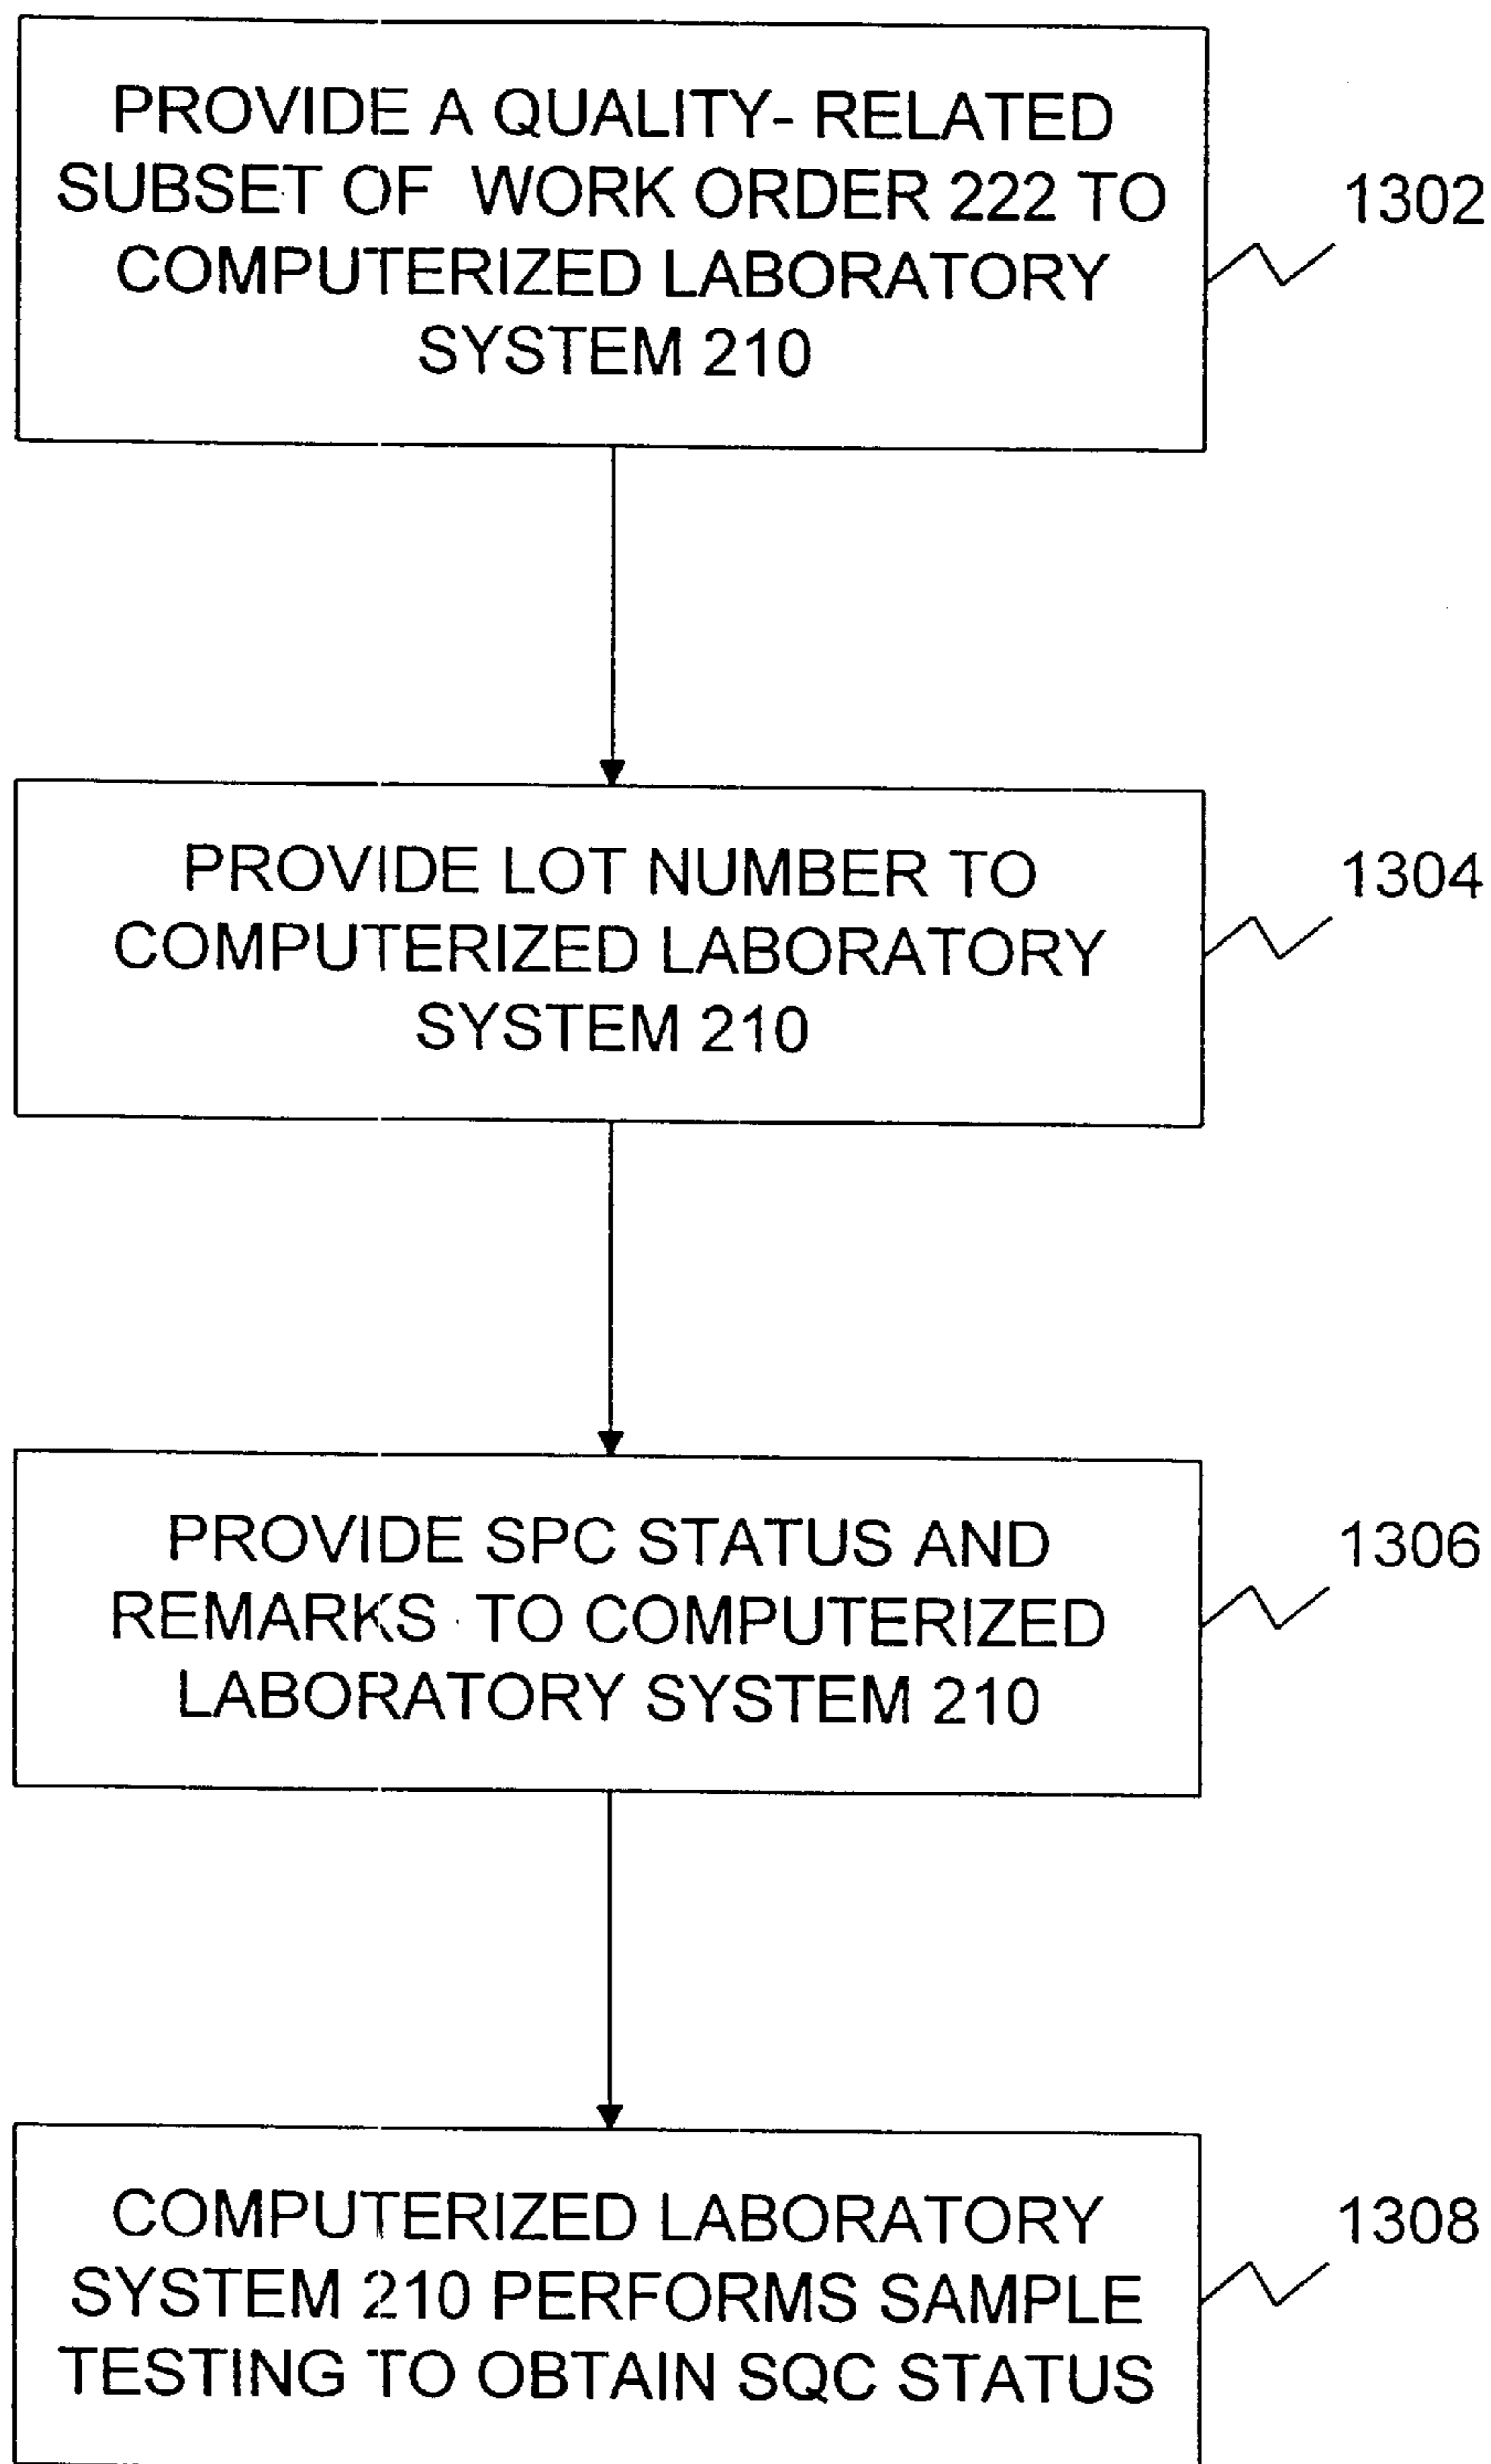 PROVIDE A QUALITY- RELATED
SUBSET OF WORK ORDER 222 TO
COMPUTERIZED LABORATORY
SYSTEM 210
1302
PROVIDE LOT NUMBER TO
COMPUTERIZED LABORATORY
SYSTEM 210
1304
PROVIDE SPC STATUS AND
REMARKS TO COMPUTERIZED
LABORATORY SYSTEM 210
1306
COMPUTERIZED LABORATORY
SYSTEM 210 PERFORMS SAMPLE
TESTING TO OBTAIN SQC STATUS
1308